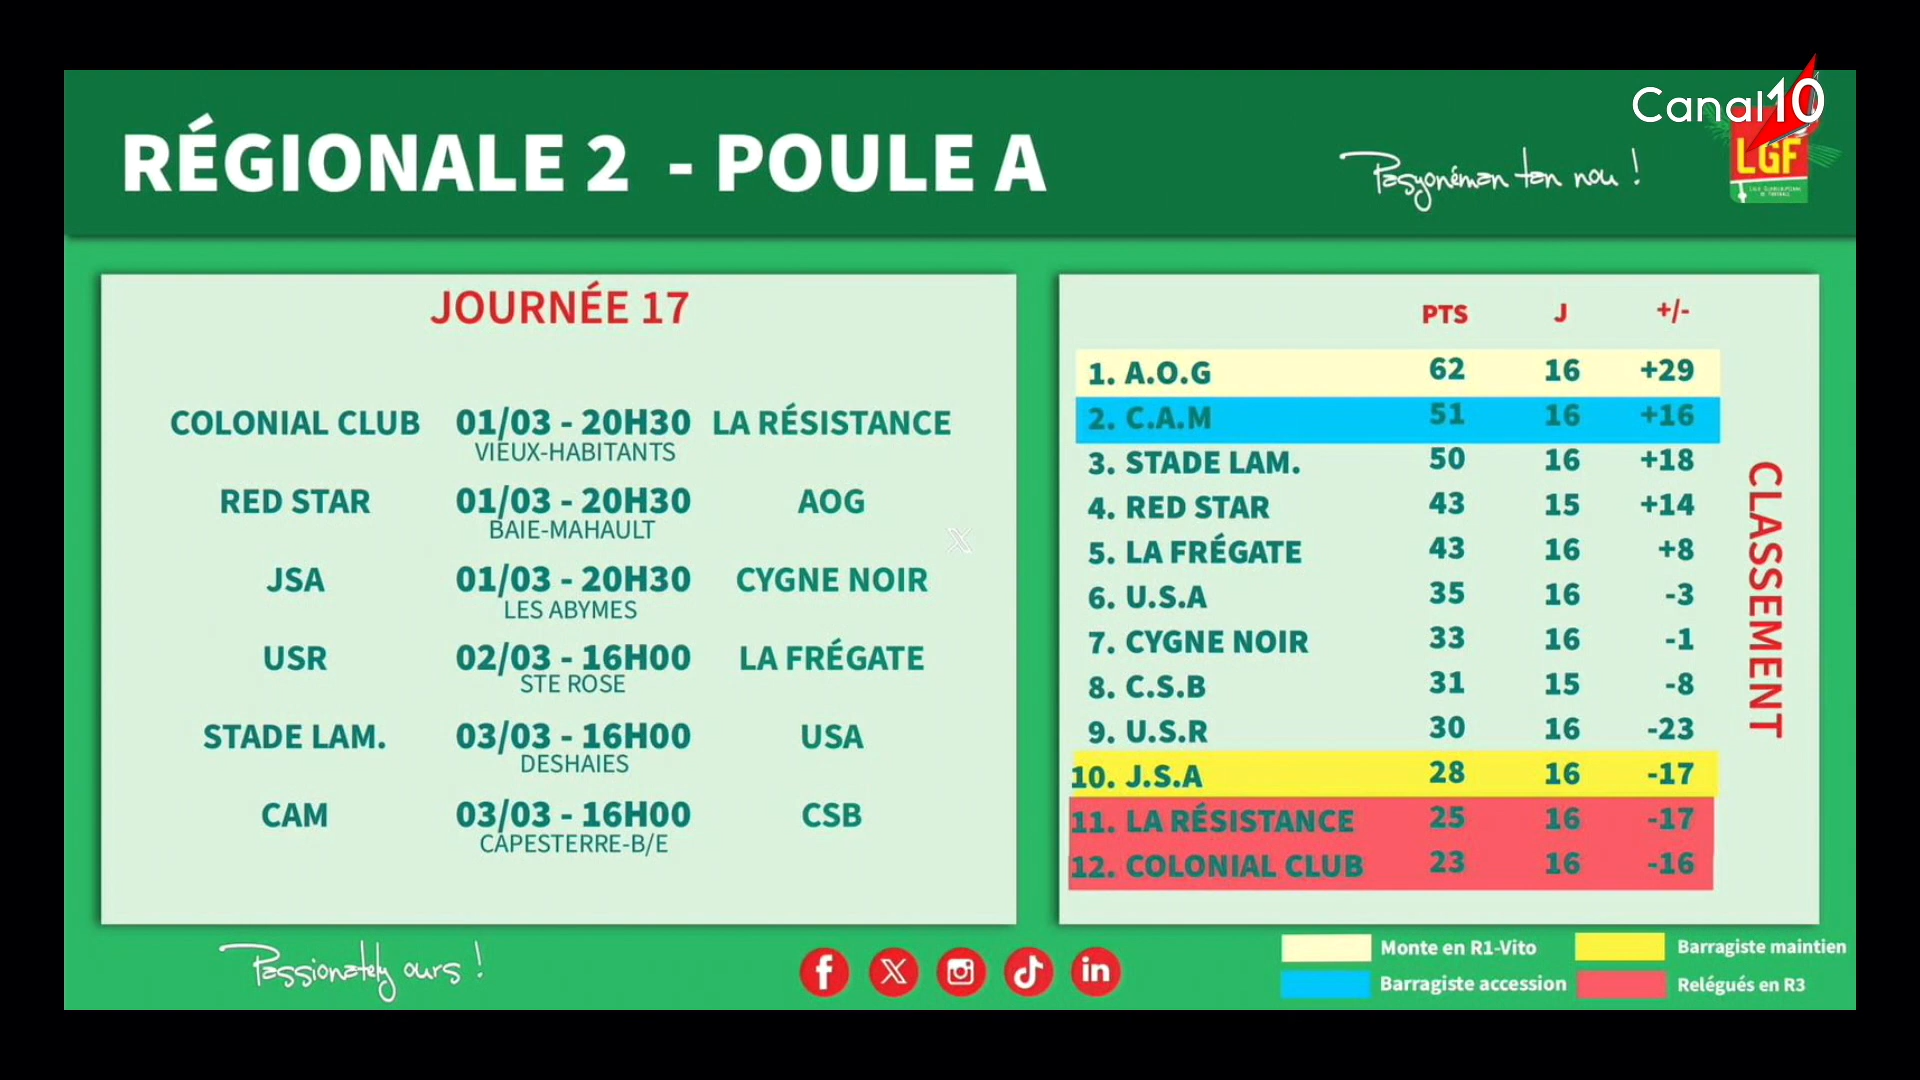 Canal10
RÉGIONALE 2 - POULE A
Pasyonéman tan nou !
LGF
JOURNÉE 17
COLONIAL CLUB 01/03 - 20H30 LA RÉSISTANCE
VIEUX-HABITANTS
RED STAR 01/03 - 20H30 AOG
BAIE-MAHAULT
JSA 01/03 - 20H30 CYGNE NOIR
LES ABYMES
USR 02/03 - 16H00 LA FRÉGATE
STE ROSE
STADE LAM. 03/03 - 16H00 USA
DESHAIES
CAM 03/03 - 16H00 CSB
CAPESTERRE-B/E
PTS J +/-
1. A.O.G 62 16 +29
2. C.A.M 51 16 +16
3. STADE LAM. 50 16 +18
4. RED STAR 43 15 +14
5. LA FRÉGATE 43 16 +8
6. U.S.A 35 16 -3
7. CYGNE NOIR 33 16 -1
8. C.S.B 31 15 -8
9. U.S.R 30 16 -23
10. J.S.A 28 16 -17
11. LA RÉSISTANCE 25 16 -17
12. COLONIAL CLUB 23 16 -16
CLASSEMENT
Passionately ours !
Monte en R1-Vito
Barragiste maintien
Barragiste accession
Relégués en R3